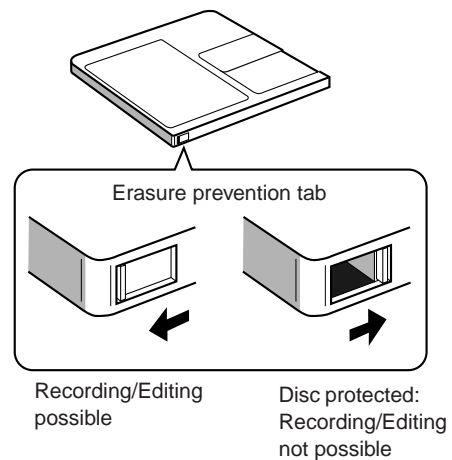 Erasure prevention tab
Recording/Editing
possible
Disc protected:
Recording/Editing
not possible